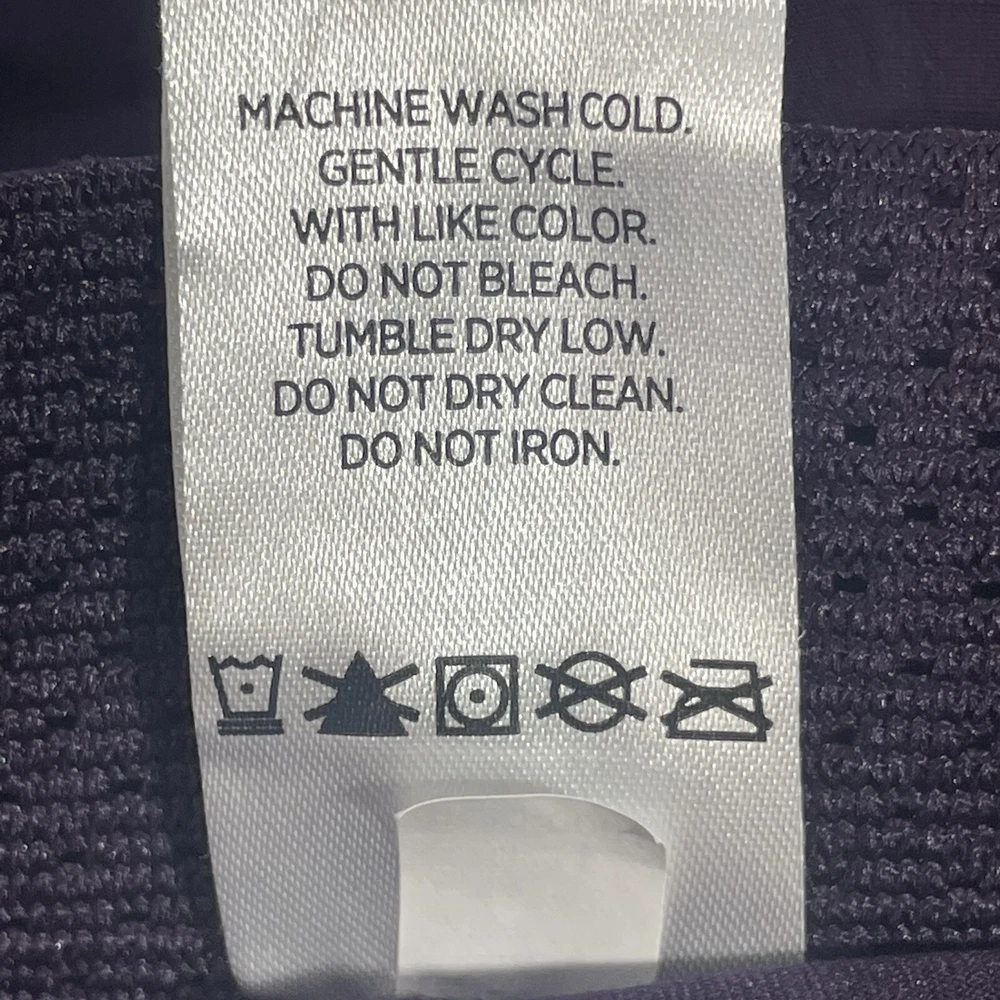 MACHINE WASH COLD.
GENTLE CYCLE.
WITH LIKE COLOR.
DO NOT BLEACH.
TUMBLE DRY LOW.
DO NOT DRY CLEAN.
DO NOT IRON.